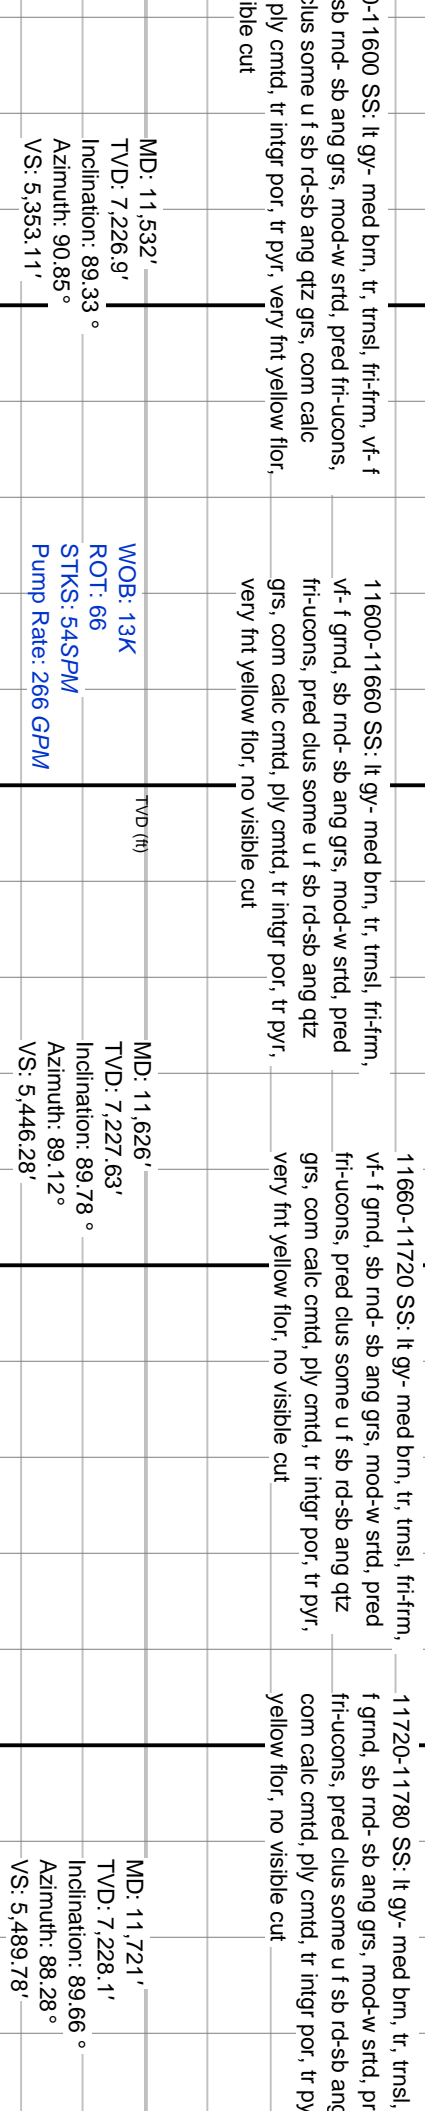 0-11600 SS: lt gy- med brn, tr, trnsl, fri-frm, vf- f
sb rnd- sb ang grs, mod-w srtd, pred fri-ucons,
clus some u f sb rd-sb ang qtz grs, com calc
ply cmtd, tr intgr por, tr pyr, very fnt yellow flor,
ible cut
MD: 11,532'
TVD: 7,226.9'
Inclination: 89.33 °
Azimuth: 90.85°
VS: 5,353.11'
11600-11660 SS: lt gy- med brn, tr, trnsl, fri-frm,
vf- f grnd, sb rnd- sb ang grs, mod-w srtd, pred
fri-ucons, pred clus some u f sb rd-sb ang qtz
grs, com calc cmtd, ply cmtd, tr intgr por, tr pyr,
very fnt yellow flor, no visible cut
WOB: 13K
ROT: 66
STKS: 54SPM
Pump Rate: 266 GPM
TVD (ft)
MD: 11,626'
TVD: 7,227.63'
Inclination: 89.78 °
Azimuth: 89.12°
VS: 5,446.28'
11660-11720 SS: lt gy- med brn, tr, trnsl, fri-frm,
vf- f grnd, sb rnd- sb ang grs, mod-w srtd, pred
fri-ucons, pred clus some u f sb rd-sb ang qtz
grs, com calc cmtd, ply cmtd, tr intgr por, tr pyr,
very fnt yellow flor, no visible cut
11720-11780 SS: lt gy- med brn, tr, trnsl,
f grnd, sb rnd- sb ang grs, mod-w srtd, pr
fri-ucons, pred clus some u f sb rd-sb ang
com calc cmtd, ply cmtd, tr intgr por, tr py
yellow flor, no visible cut
MD: 11,721'
TVD: 7,228.1'
Inclination: 89.66 °
Azimuth: 88.28°
VS: 5,489.78'